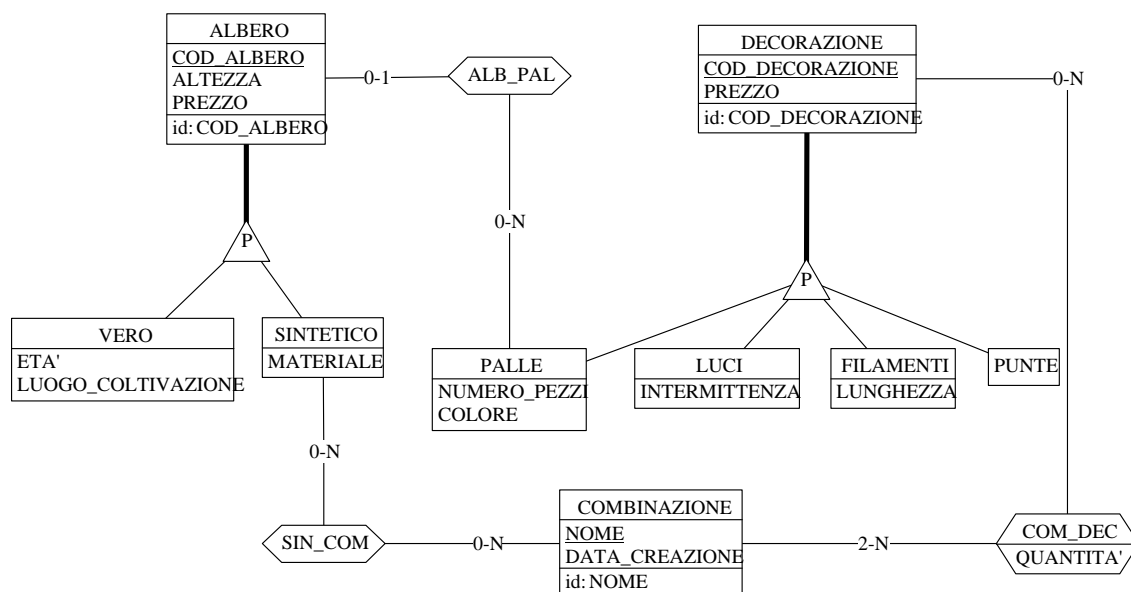 ALBERO
COD_ALBERO
ALTEZZA
PREZZO
id: COD_ALBERO
0-1
ALB_PAL
DECORAZIONE
COD_DECORAZIONE
PREZZO
id: COD_DECORAZIONE
0-N
0-N
P
P
VERO
ETA'
LUOGO_COLTIVAZIONE
SINTETICO
MATERIALE
PALLE
NUMERO_PEZZI
COLORE
LUCI
INTERMITTENZA
FILAMENTI
LUNGHEZZA
PUNTE
0-N
SIN_COM
0-N
COMBINAZIONE
NOME
DATA_CREAZIONE
id: NOME
2-N
COM_DEC
QUANTITA'